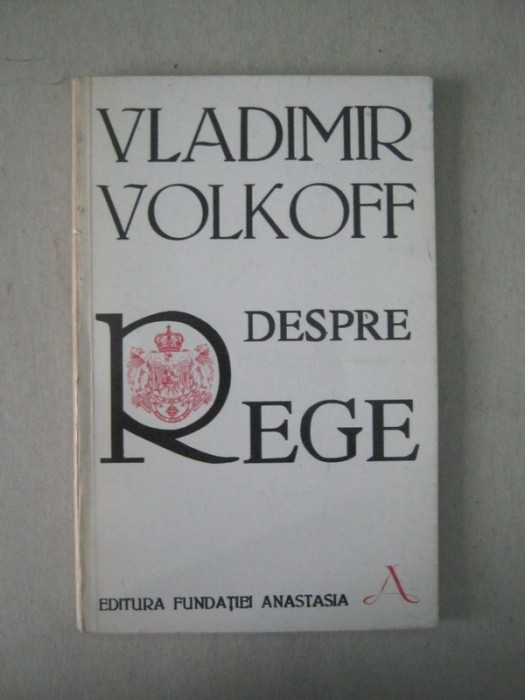 VLADIMIR
VOLKOFF
DESPRE
REGE
EDITURA FUNDAȚIEI ANASTASIA A